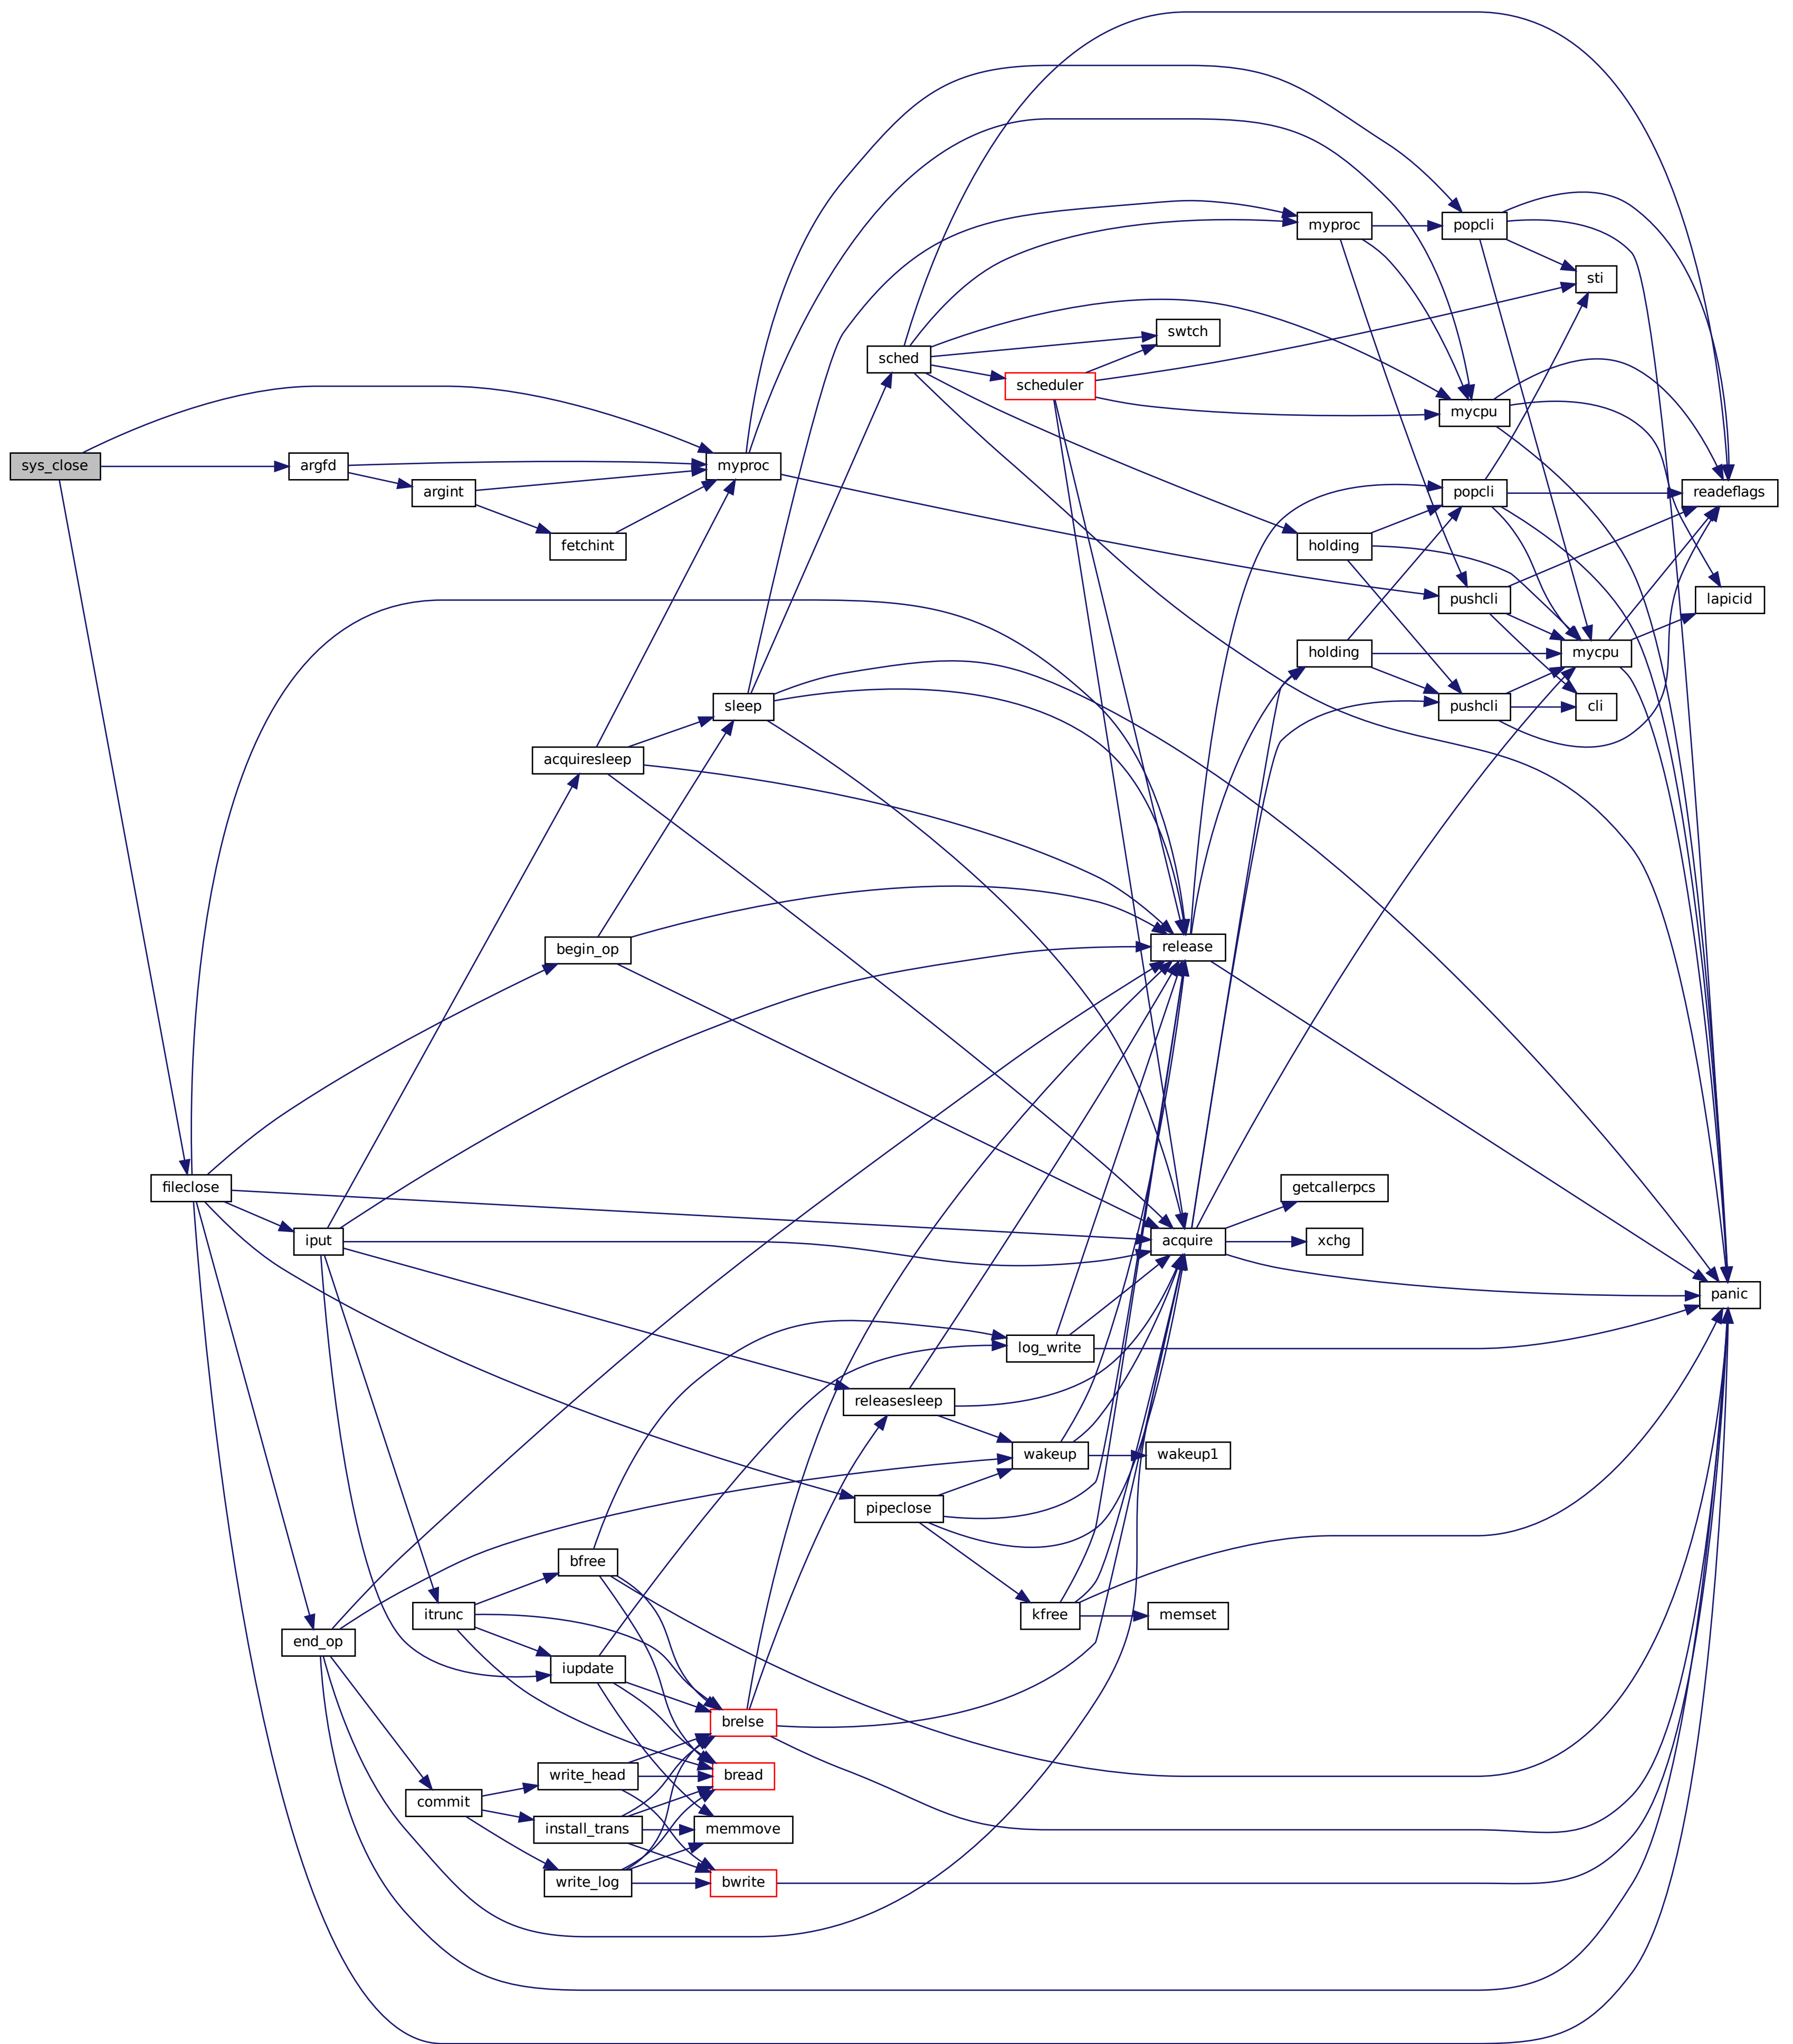 sys_close
argfd
argint
fetchint
myproc
sched
swtch
scheduler
myproc
popcli
sti
mycpu
popcli
readeflags
holding
pushcli
lapicid
holding
mycpu
pushcli
cli
sleep
acquiresleep
begin_op
release
fileclose
iput
acquire
getcallerpcs
xchg
panic
log_write
releasesleep
wakeup
wakeup1
pipeclose
bfree
itrunc
kfree
memset
end_op
iupdate
brelse
write_head
bread
commit
install_trans
memmove
write_log
bwrite